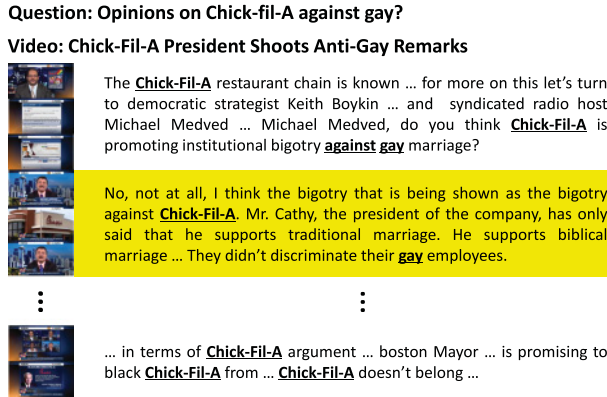 Question: Opinions on Chick-fil-A against gay?
Video: Chick-Fil-A President Shoots Anti-Gay Remarks
The Chick-Fil-A restaurant chain is known … for more on this let’s turn
to democratic strategist Keith Boykin … and syndicated radio host
Michael Medved … Michael Medved, do you think Chick-Fil-A is
promoting institutional bigotry against gay marriage?
No, not at all, I think the bigotry that is being shown as the bigotry
against Chick-Fil-A. Mr. Cathy, the president of the company, has only
said that he supports traditional marriage. He supports biblical
marriage … They didn’t discriminate their gay employees.
… in terms of Chick-Fil-A argument … boston Mayor … is promising to
black Chick-Fil-A from … Chick-Fil-A doesn’t belong …